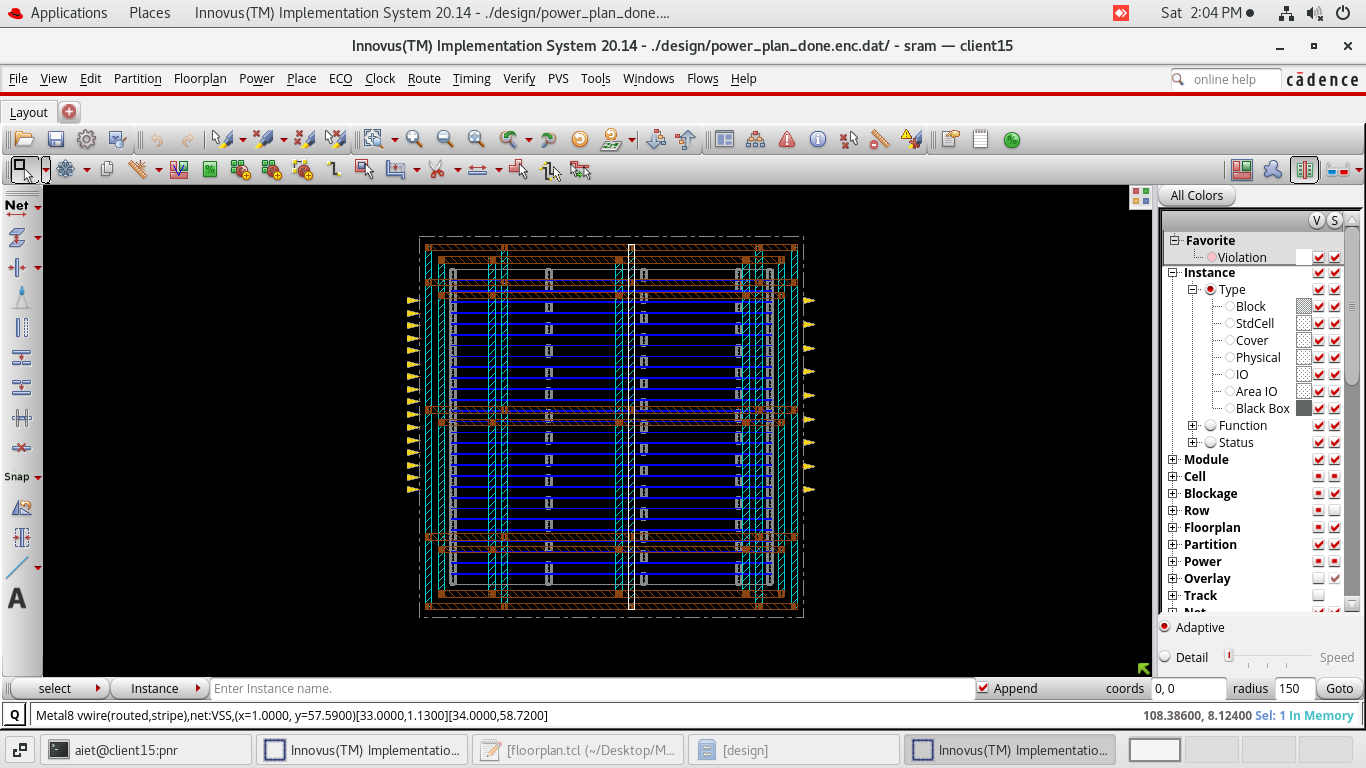 Applications Places Innovus(TM) Implementation System 20.14 - ./design/power_plan_done.... Sat 2:04 PM
Innovus(TM) Implementation System 20.14 - ./design/power_plan_done.enc.dat/ - sram — client15
File View Edit Partition Floorplan Power Place ECO Clock Route Timing Verify PVS Tools Windows Flows Help online help cādence
Layout
All Colors
Net
V S
Favorite
Violation
Instance
Type
Block
StdCell
Cover
Physical
IO
Area IO
Black Box
Function
Status
Module
Cell
Snap
Blockage
Row
Floorplan
Partition
Power
Overlay
Track
Net
A
Adaptive
Detail Speed
select Instance Enter Instance name. Append coords 0, 0 radius 150 Goto
Q Metal8 vwire(routed,stripe),net:VSS,(x=1.0000, y=57.5900)[33.0000,1.1300][34.0000,58.7200] 108.38600, 8.12400 Sel: 1 In Memory
aiet@client15:pnr Innovus(TM) Implementatio... [floorplan.tcl (~/Desktop/M... [design] Innovus(TM) Implementatio...